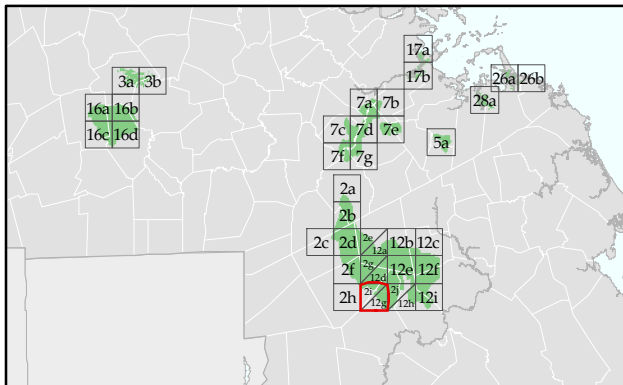 17a
17b
26a 26b
28a
3a 3b
16a 16b
16c 16d
7a 7b
7c 7d 7e
7f 7g
5a
2a
2b
2c 2d 2e 12a 12b 12c
2f 2g 12d 12e 12f
2h 2i 12g 2j 12h 12i